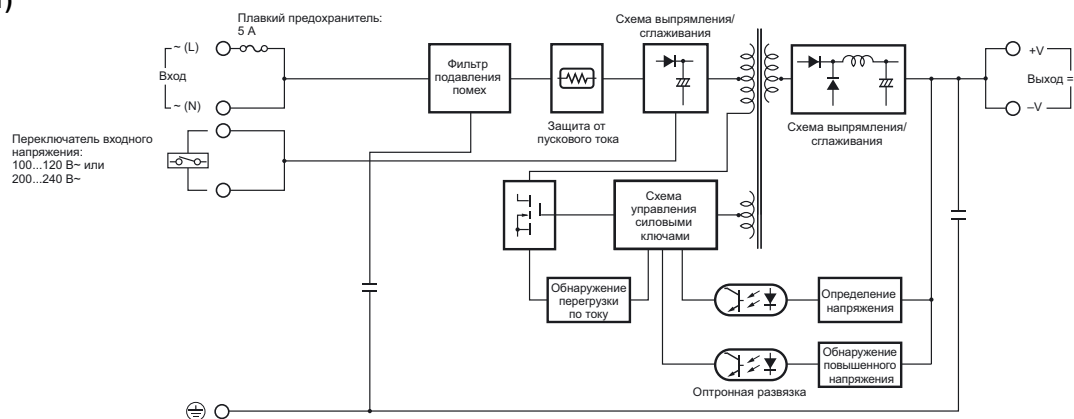 )
Плавкий предохранитель:
5 А
~ (L)
Вход
~ (N)
Переключатель входного
напряжения:
100...120 В~ или
200...240 В~
Фильтр
подавления
помех
Защита от
пускового тока
Схема выпрямления/
сглаживания
Схема выпрямления/
сглаживания
+V
Выход =
–V
Схема
управления
силовыми
ключами
Обнаружение
перегрузки
по току
Определение
напряжения
Обнаружение
повышенного
напряжения
Оптронная развязка